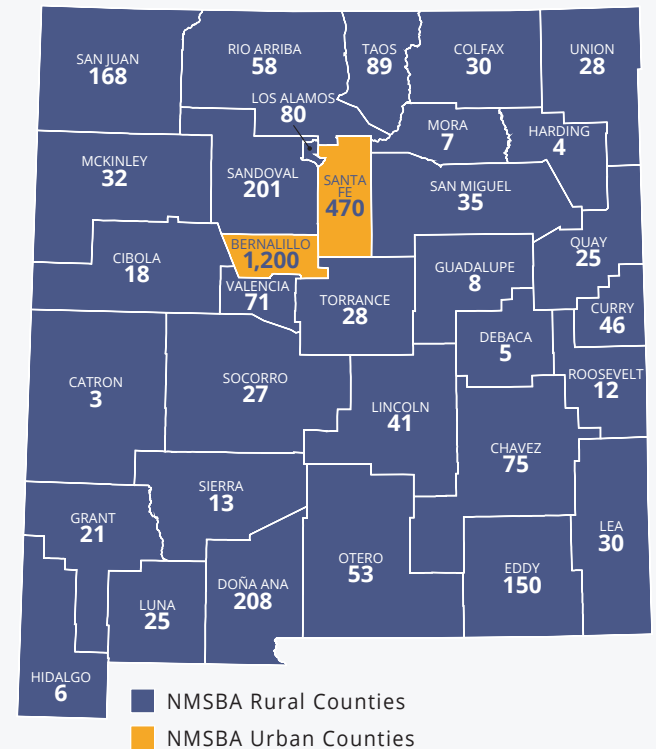 SAN JUAN
168
RIO ARRIBA
58
TAOS
89
COLFAX
30
UNION
28
LOS ALAMOS
80
MORA
7
HARDING
4
MCKINLEY
32
SANDOVAL
201
SANTA
FE
470
SAN MIGUEL
35
BERNALILLO
1,200
CIBOLA
18
VALENCIA
71
TORRANCE
28
GUADALUPE
8
QUAY
25
CURRY
46
DEBACA
5
ROOSEVELT
12
CATRON
3
SOCORRO
27
LINCOLN
41
CHAVEZ
75
SIERRA
13
GRANT
21
LEA
30
OTERO
53
EDDY
150
DOÑA ANA
208
LUNA
25
HIDALGO
6
NMSBA Rural Counties
NMSBA Urban Counties